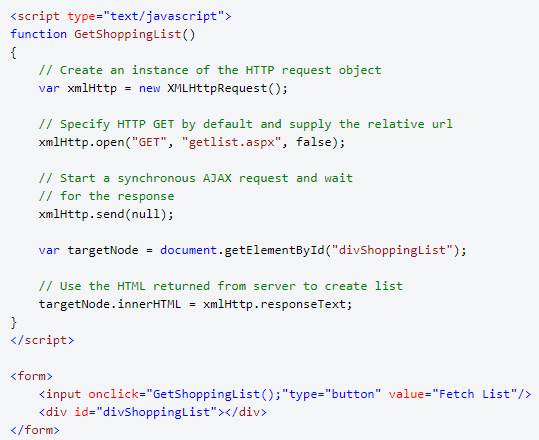 <script type="text/javascript">
function GetShoppingList()
{
    // Create an instance of the HTTP request object
    var xmlHttp = new XMLHttpRequest();

    // Specify HTTP GET by default and supply the relative url
    xmlHttp.open("GET", "getlist.aspx", false);

    // Start a synchronous AJAX request and wait
    // for the response
    xmlHttp.send(null);

    var targetNode = document.getElementById("divShoppingList");

    // Use the HTML returned from server to create list
    targetNode.innerHTML = xmlHttp.responseText;
}
</script>

<form>
    <input onclick="GetShoppingList();"type="button" value="Fetch List"/>
    <div id="divShoppingList"></div>
</form>